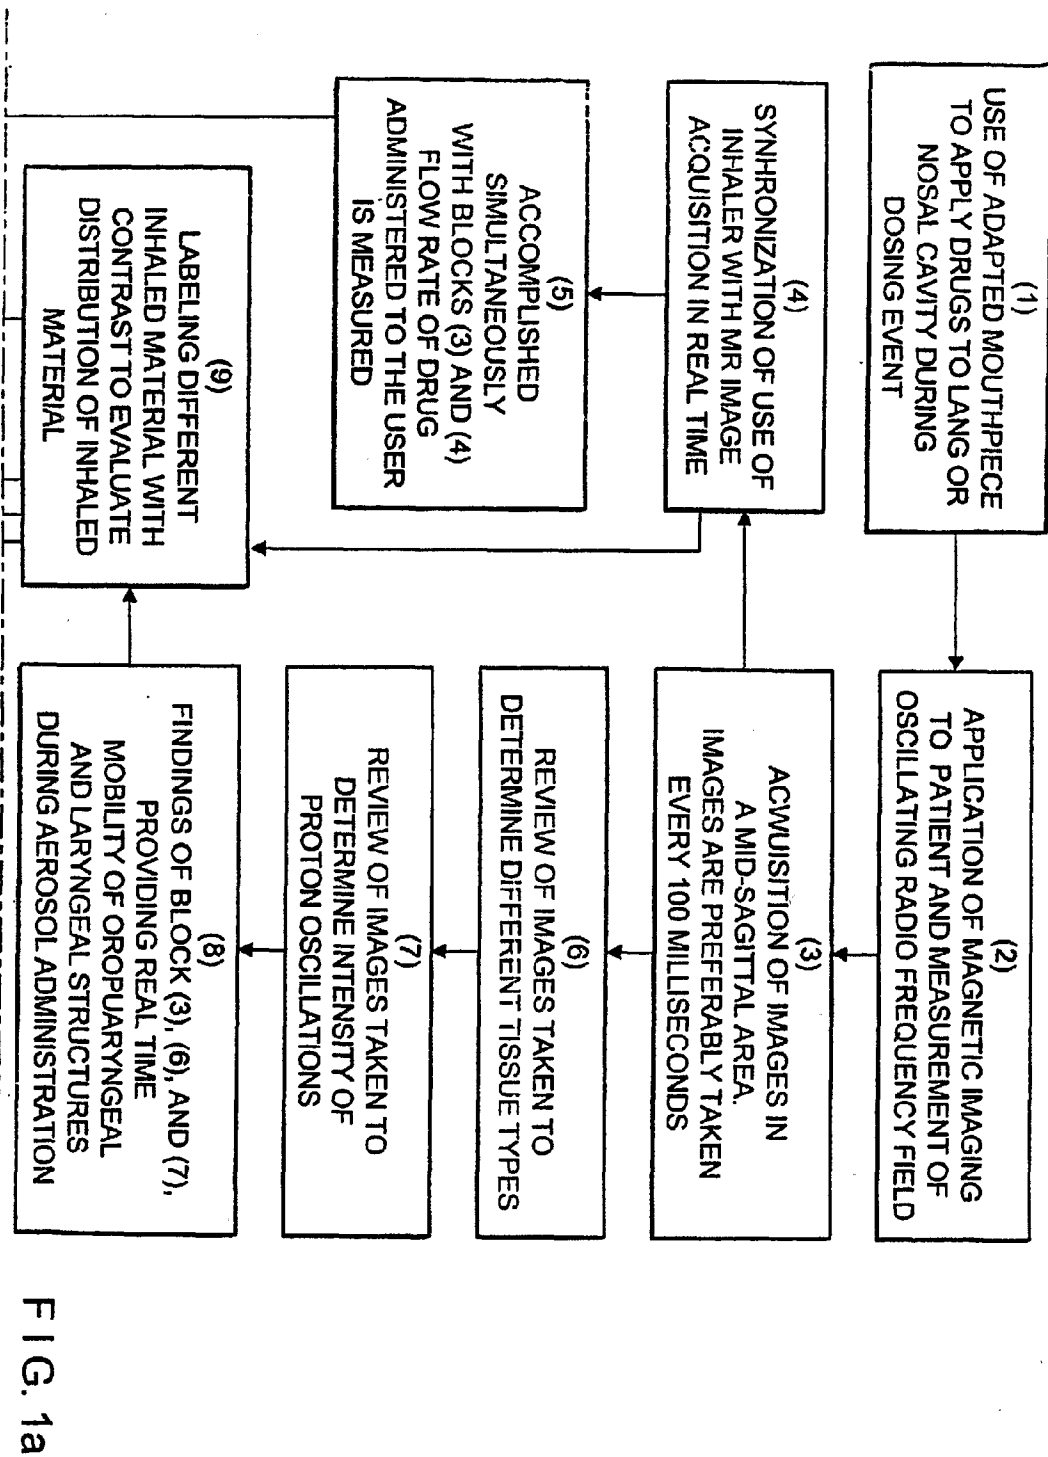 (1)
USE OF ADAPTED MOUTHPIECE
TO APPLY DRUGS TO LANG OR
NOSAL CAVITY DURING
DOSING EVENT
(2)
APPLICATION OF MAGNETIC IMAGING
TO PATIENT AND MEASUREMENT OF
OSCILLATING RADIO FREQUENCY FIELD
(4)
SYNHRONIZATION OF USE OF
INHALER WITH MR IMAGE
ACQUISITION IN REAL TIME
(3)
ACWUISITION OF IMAGES IN
A MID-SAGITTAL AREA.
IMAGES ARE PREFERABLY TAKEN
EVERY 100 MILLISECONDS
(5)
ACCOMPLISHED
SIMULTANEOUSLY
WITH BLOCKS (3) AND (4)
FLOW RATE OF DRUG
ADMINISTERED TO THE USER
IS MEASURED
(6)
REVIEW OF IMAGES TAKEN TO
DETERMINE DIFFERENT TISSUE TYPES
(7)
REVIEW OF IMAGES TAKEN TO
DETERMINE INTENSITY OF
PROTON OSCILLATIONS
(9)
LABELING DIFFERENT
INHALED MATERIAL WITH
CONTRAST TO EVALUATE
DISTRIBUTION OF INHALED
MATERIAL
(8)
FINDINGS OF BLOCK (3), (6), AND (7),
PROVIDING REAL TIME
MOBILITY OF OROPUARYNGEAL
AND LARYNGEAL STRUCTURES
DURING AEROSOL ADMINISTRATION
FIG. 1a